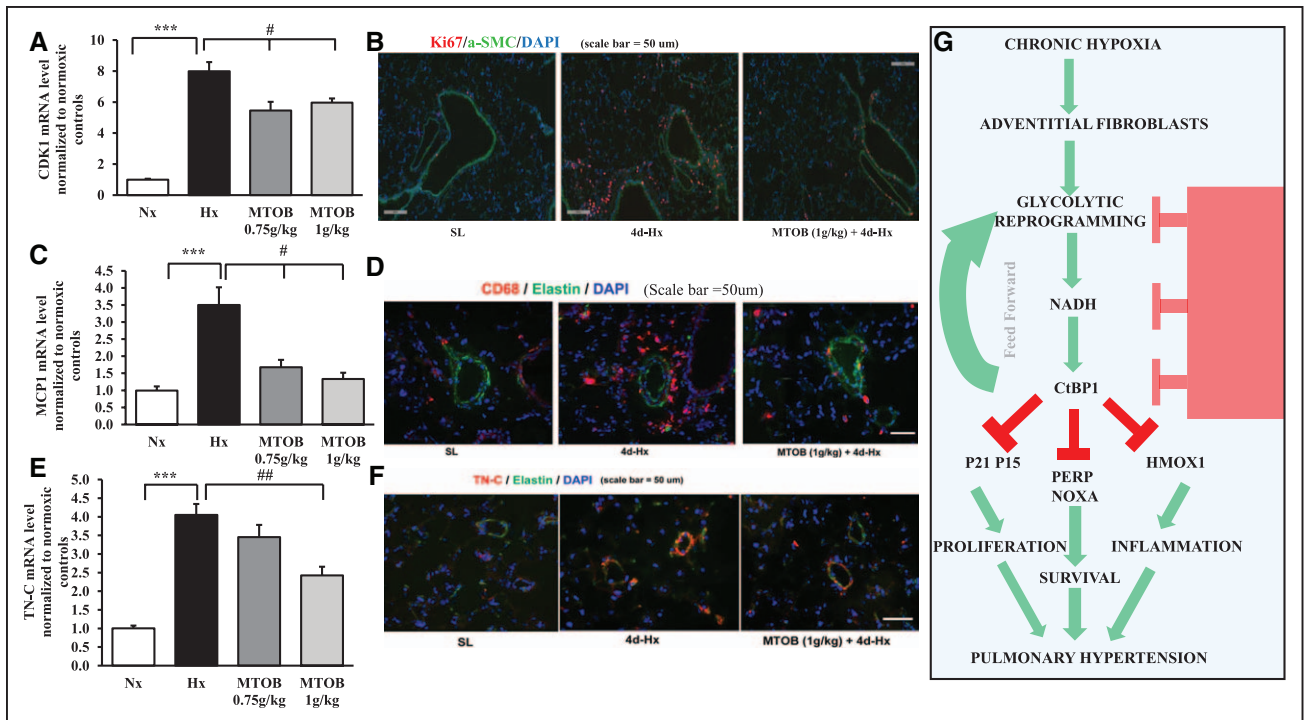 A
***
#
CDK1 mRNA level
normalized to normoxic
controls
10
8
6
4
2
0
Nx
Hx
MTOB
0.75g/kg
MTOB
1g/kg
B
Ki67/a-SMC/DAPI (scale bar = 50 um)
SL
4d-Hx
MTOB (1g/kg) + 4d-Hx
C
***
#
MCP1 mRNA level
normalized to normoxic
controls
4.5
4.0
3.5
3.0
2.5
2.0
1.5
1.0
0.5
0.0
Nx
Hx
MTOB
0.75g/kg
MTOB
1g/kg
D
CD68 / Elastin / DAPI (Scale bar =50um)
SL
4d-Hx
MTOB (1g/kg) + 4d-Hx
E
***
##
TN-C mRNA level
normalized to normoxic
controls
5.0
4.5
4.0
3.5
3.0
2.5
2.0
1.5
1.0
0.5
0.0
Nx
Hx
MTOB
0.75g/kg
MTOB
1g/kg
F
TN-C / Elastin / DAPI (scale bar = 50 um)
SL
4d-Hx
MTOB (1g/kg) + 4d-Hx
G
CHRONIC HYPOXIA
ADVENTITIAL FIBROBLASTS
GLYCOLYTIC
REPROGRAMMING
NADH
Feed Forward
CtBP1
P21 P15
PERP
NOXA
HMOX1
PROLIFERATION
INFLAMMATION
SURVIVAL
PULMONARY HYPERTENSION